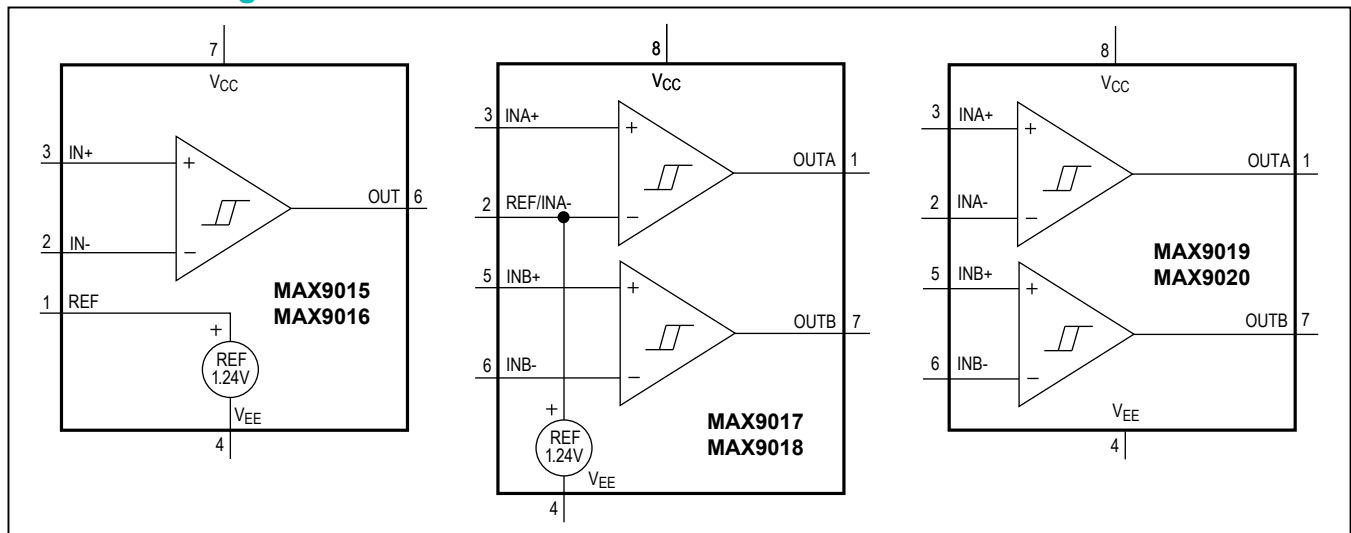 7
VCC
3 IN+
+
OUT 6
2 IN-
−
MAX9015
MAX9016
1 REF
+
REF
1.24V
VEE
4
8
VCC
3 INA+
+
OUTA 1
2 REF/INA-
−
5 INB+
+
OUTB 7
6 INB-
−
MAX9017
MAX9018
+
REF
1.24V
VEE
4
8
VCC
3 INA+
+
OUTA 1
2 INA-
−
MAX9019
MAX9020
5 INB+
+
OUTB 7
6 INB-
−
VEE
4